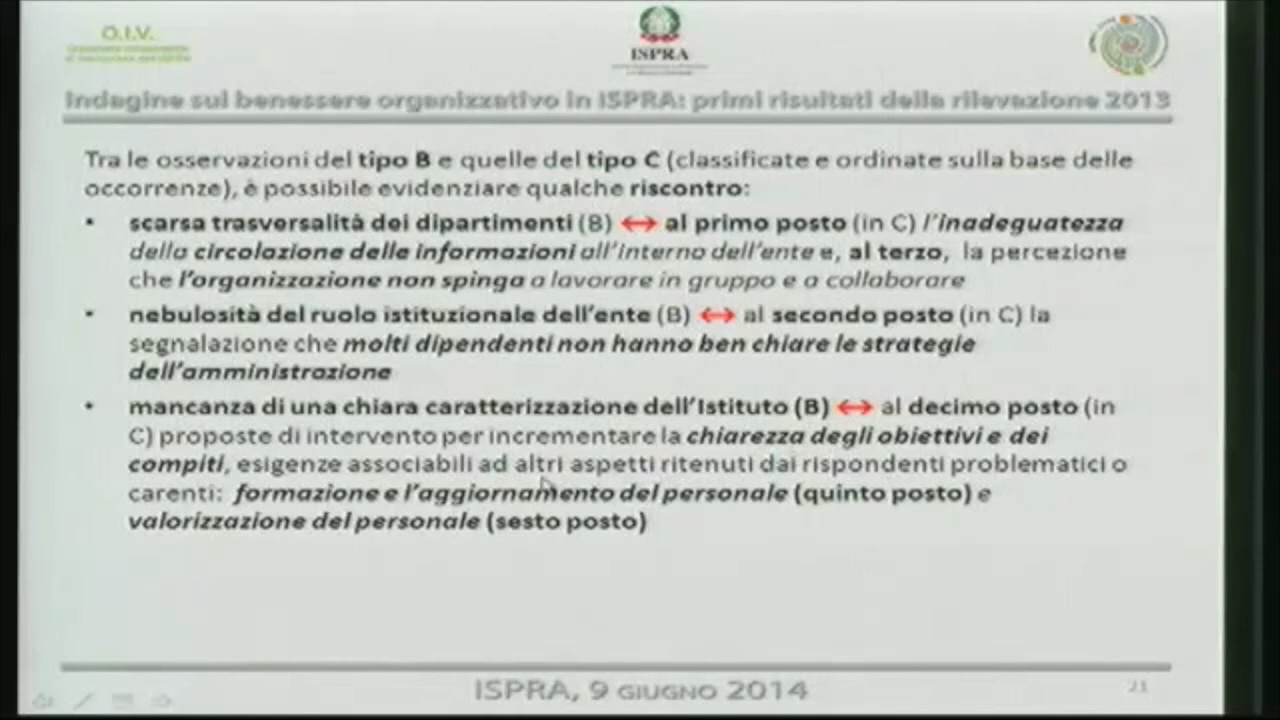 O.I.V.
ISPRA
Indagine sul benessere organizzativo in ISPRA: primi risultati della rilevazione 2013
Tra le osservazioni del tipo B e quelle del tipo C (classificate e ordinate sulla base delle
occorrenze), è possibile evidenziare qualche riscontro:
• scarsa trasversalità dei dipartimenti (B) ↔ al primo posto (in C) l'inadeguatezza
della circolazione delle informazioni all'interno dell'ente e, al terzo, la percezione
che l'organizzazione non spinga a lavorare in gruppo e a collaborare
• nebulosità del ruolo istituzionale dell'ente (B) ↔ al secondo posto (in C) la
segnalazione che molti dipendenti non hanno ben chiare le strategie
dell'amministrazione
• mancanza di una chiara caratterizzazione dell'Istituto (B) ↔ al decimo posto (in
C) proposte di intervento per incrementare la chiarezza degli obiettivi e dei
compiti, esigenze associabili ad altri aspetti ritenuti dai rispondenti problematici o
carenti: formazione e l'aggiornamento del personale (quinto posto) e
valorizzazione del personale (sesto posto)
ISPRA, 9 GIUGNO 2014
21